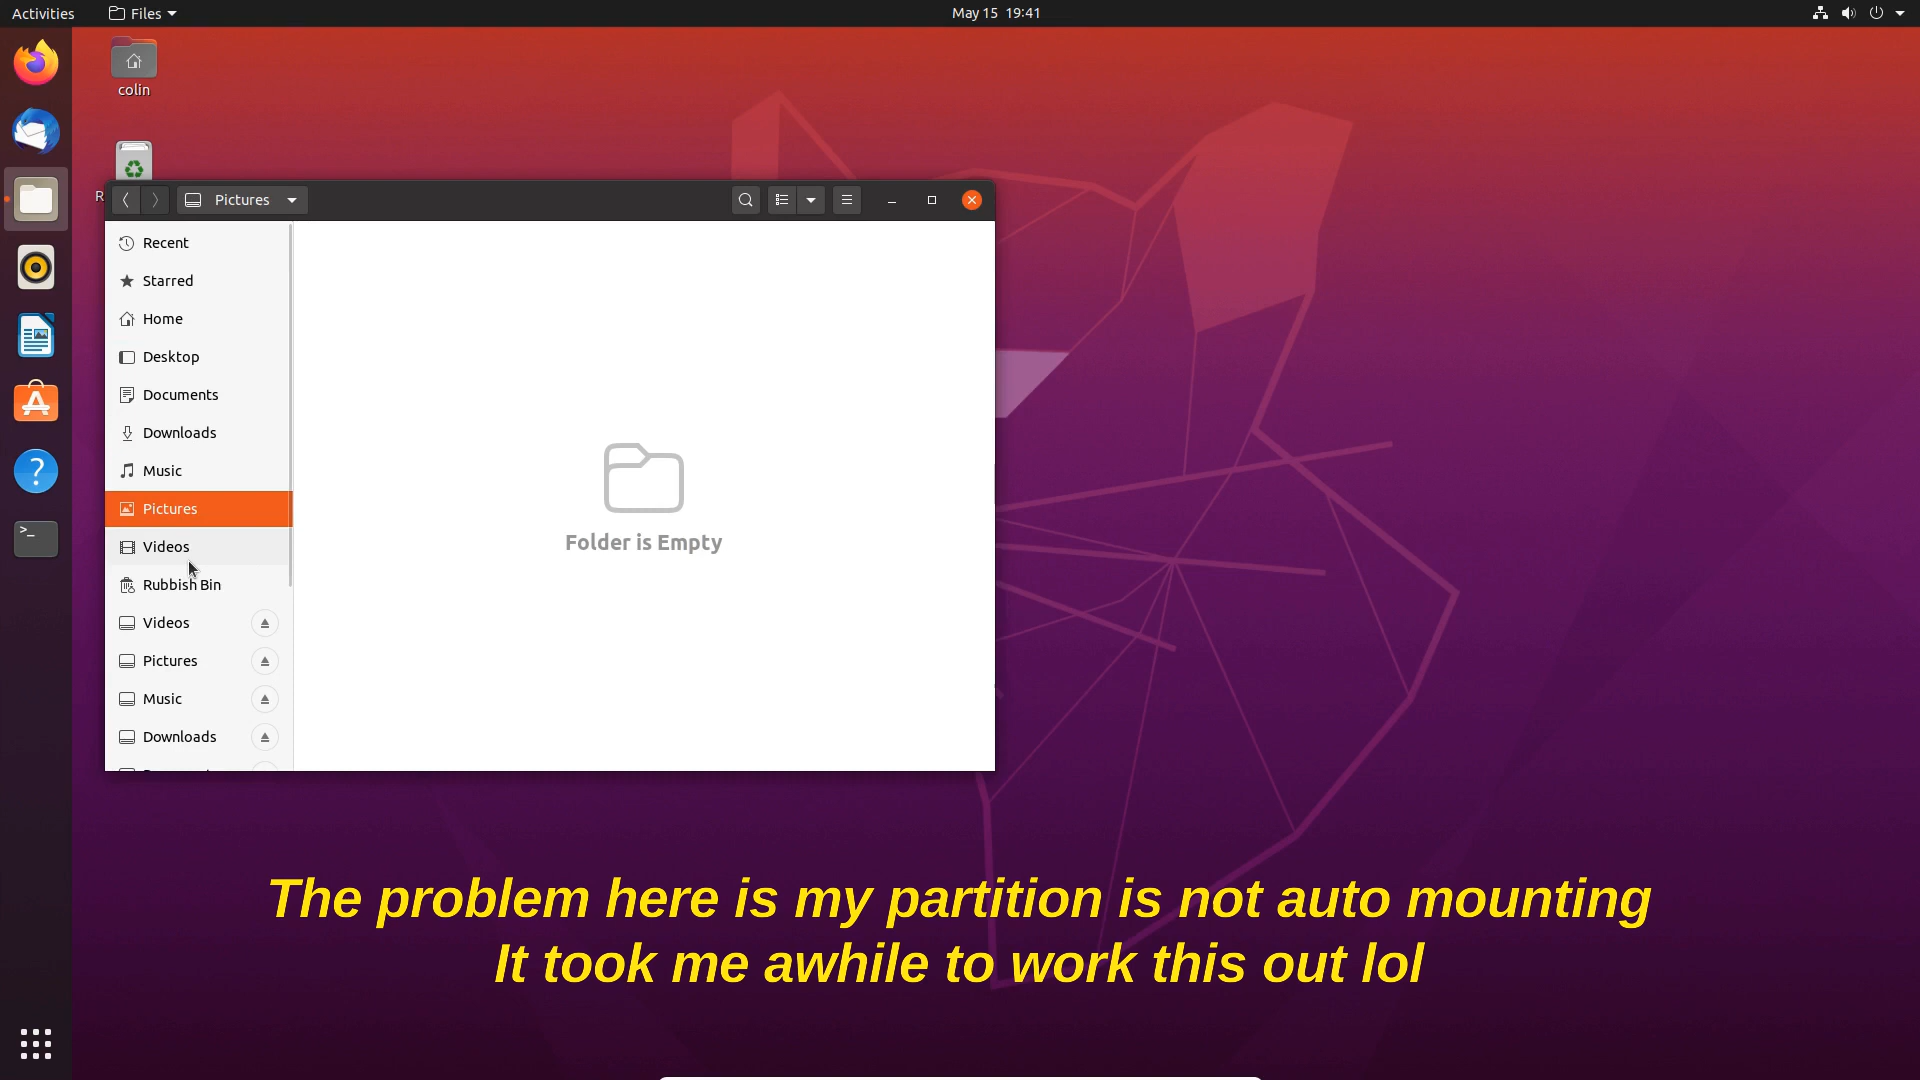 Activities
Files
May 15 19:41
colin
R
Pictures
Recent
Starred
Home
Desktop
Documents
Downloads
Music
Pictures
Videos
Rubbish Bin
Videos
Pictures
Music
Downloads
Folder is Empty
The problem here is my partition is not auto mounting
It took me awhile to work this out lol